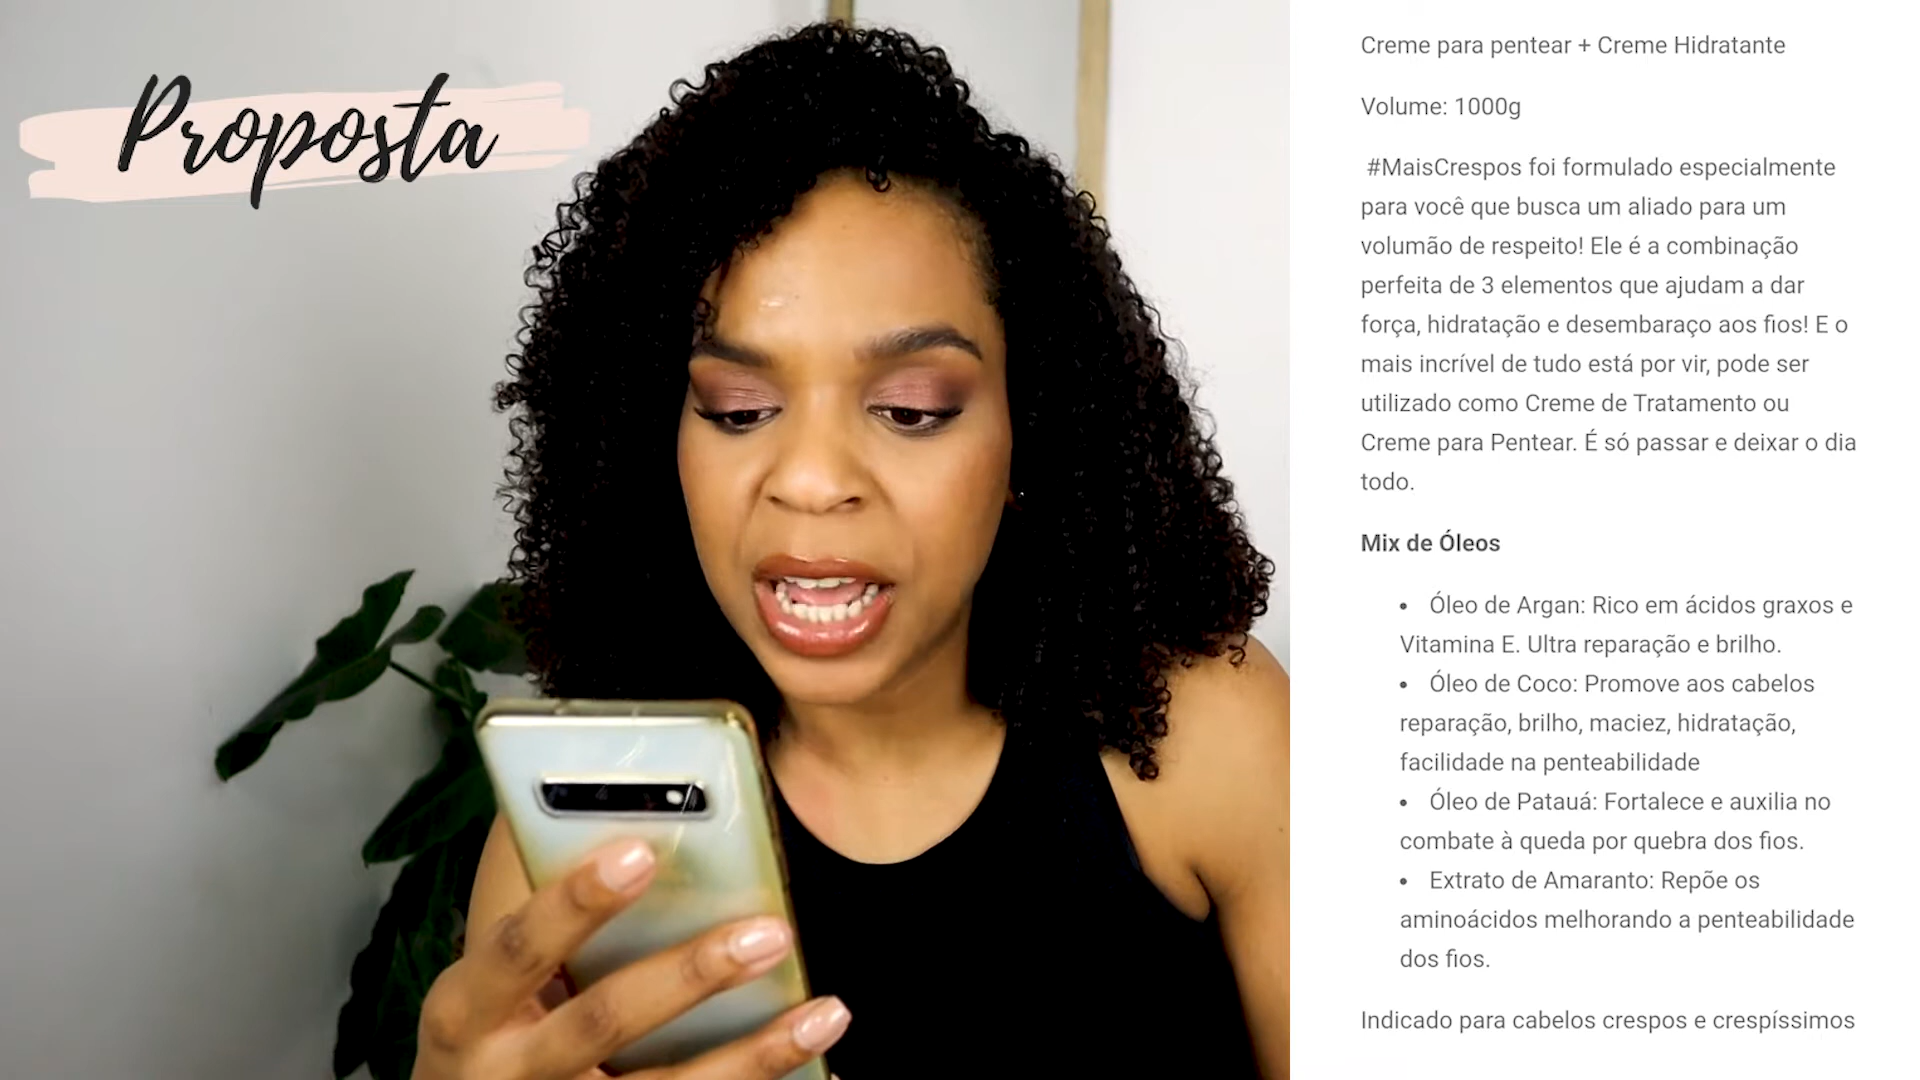 Proposta
Creme para pentear + Creme Hidratante
Volume: 1000g
#MaisCrespos foi formulado especialmente
para você que busca um aliado para um
volumão de respeito! Ele é a combinação
perfeita de 3 elementos que ajudam a dar
força, hidratação e desembaraço aos fios! E o
mais incrível de tudo está por vir, pode ser
utilizado como Creme de Tratamento ou
Creme para Pentear. É só passar e deixar o dia
todo.
Mix de Óleos
• Óleo de Argan: Rico em ácidos graxos e
Vitamina E. Ultra reparação e brilho.
• Óleo de Coco: Promove aos cabelos
reparação, brilho, maciez, hidratação,
facilidade na penteabilidade
• Óleo de Patauá: Fortalece e auxilia no
combate à queda por quebra dos fios.
• Extrato de Amaranto: Repõe os
aminoácidos melhorando a penteabilidade
dos fios.
Indicado para cabelos crespos e crespíssimos